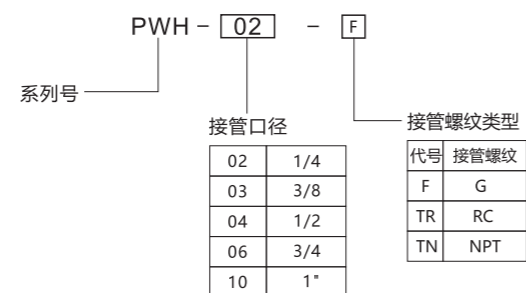 PWH - 02 - F
系列号
接管口径
02 1/4
03 3/8
04 1/2
06 3/4
10 1"
接管螺纹类型
代号 接管螺纹
F G
TR RC
TN NPT